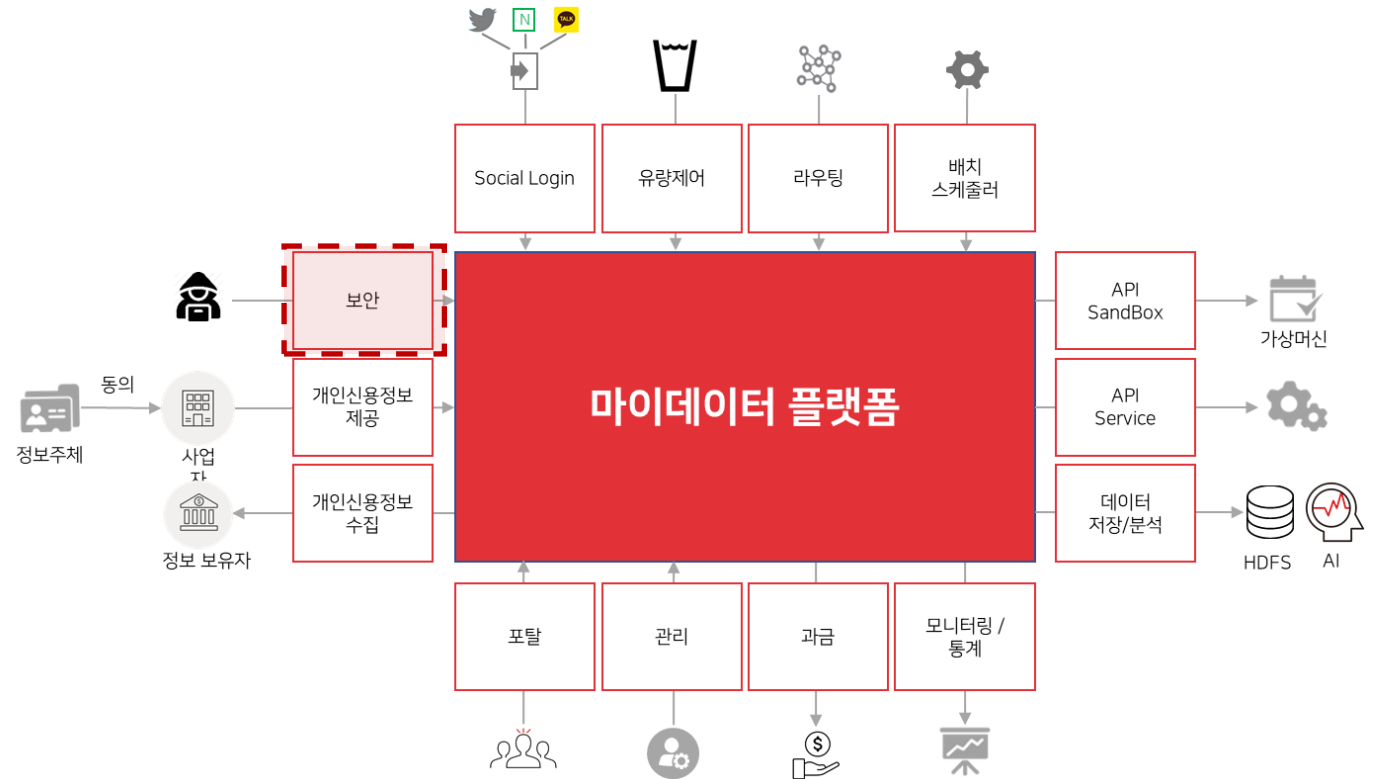 N
TALK
Social Login
유량제어
라우팅
배치
스케줄러
보안
API
SandBox
가상머신
동의
정보주체
사업
자
개인신용정보
제공
마이데이터 플랫폼
API
Service
개인신용정보
수집
정보 보유자
데이터
저장/분석
HDFS
AI
포탈
관리
과금
모니터링 /
통계